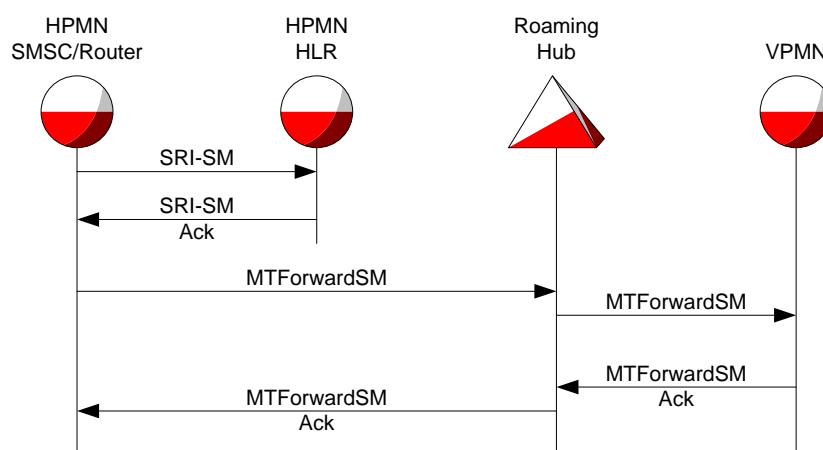 HPMN
SMSC/Router
HPMN
HLR
Roaming
Hub
VPMN
SRI-SM
SRI-SM
Ack
MTForwardSM
MTForwardSM
MTForwardSM
Ack
MTForwardSM
Ack